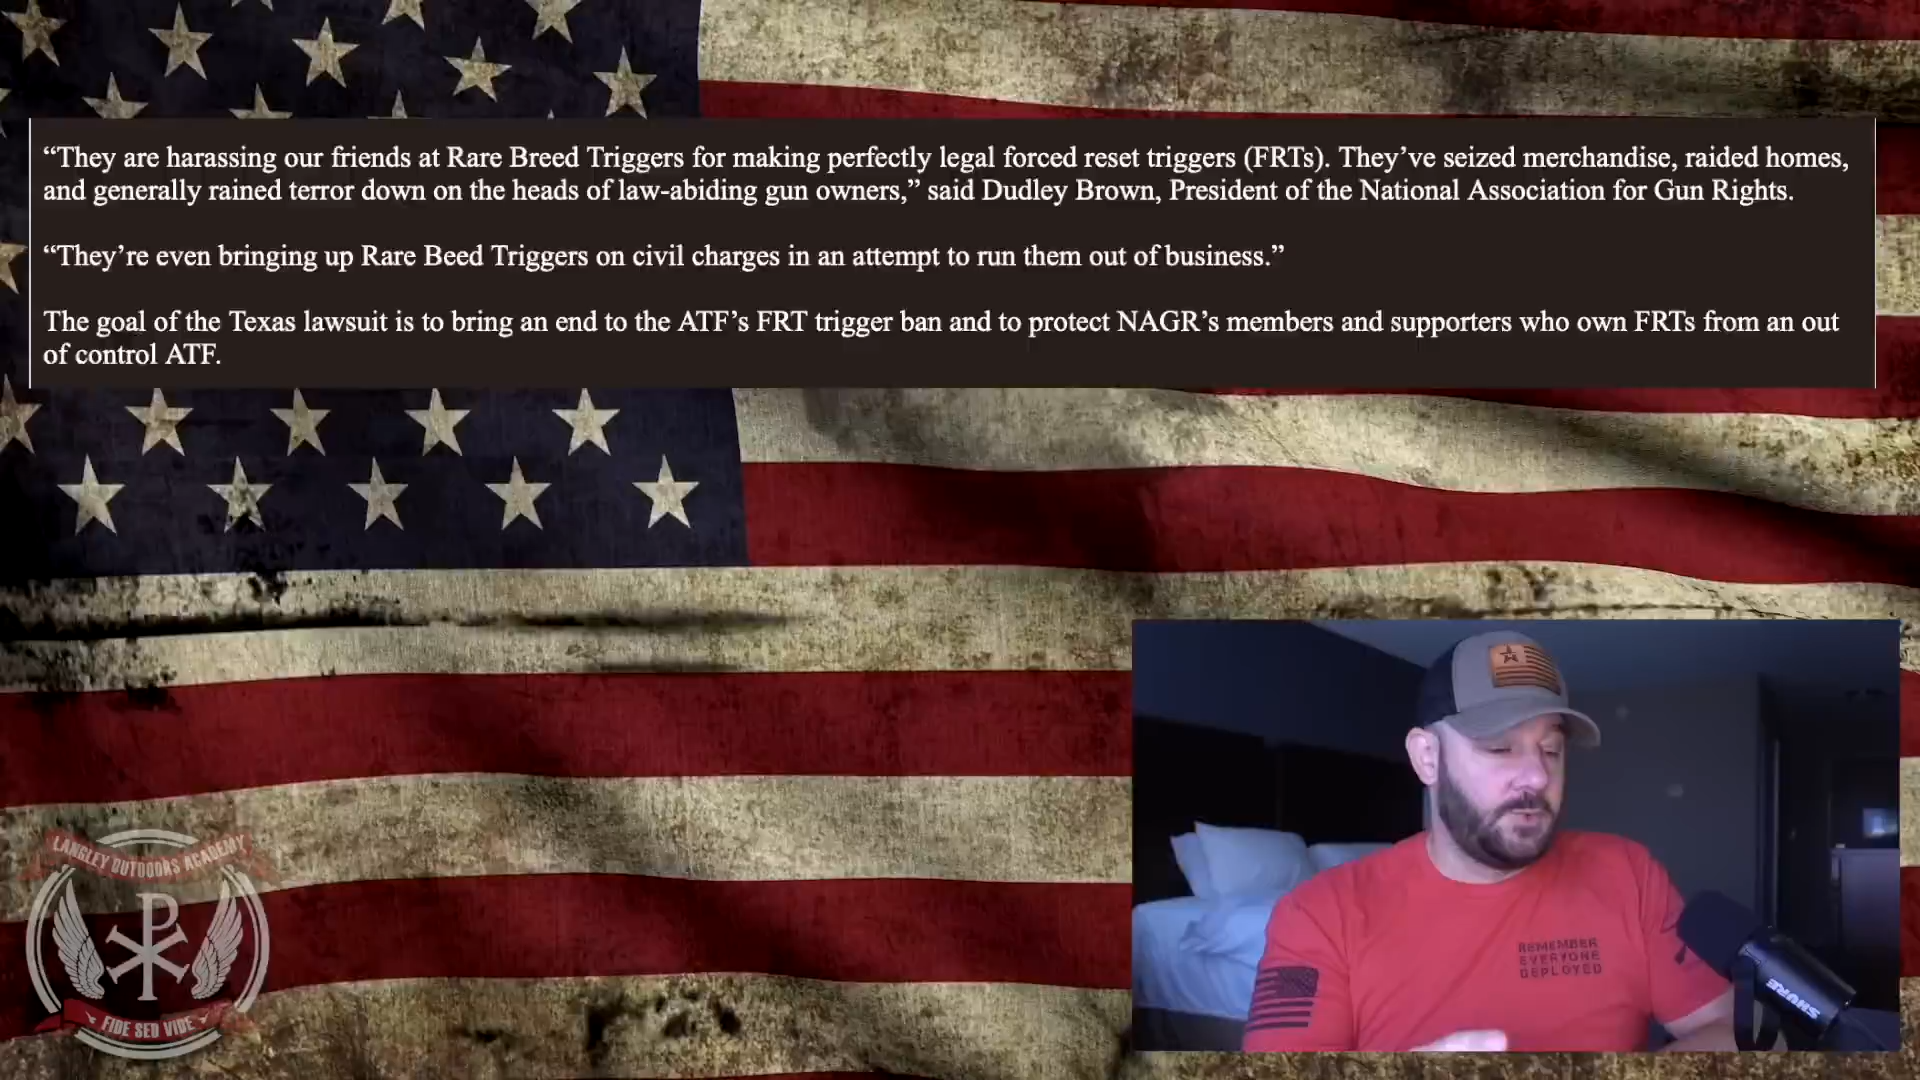 “They are harassing our friends at Rare Breed Triggers for making perfectly legal forced reset triggers (FRTs). They’ve seized merchandise, raided homes,
and generally rained terror down on the heads of law-abiding gun owners,” said Dudley Brown, President of the National Association for Gun Rights.
“They’re even bringing up Rare Beed Triggers on civil charges in an attempt to run them out of business.”
The goal of the Texas lawsuit is to bring an end to the ATF’s FRT trigger ban and to protect NAGR’s members and supporters who own FRTs from an out
of control ATF.
LANGLEY OUTDOORS ACADEMY
FIDE SED VIDE
REMEMBER
EVERYONE
DEPLOYED
SHURE